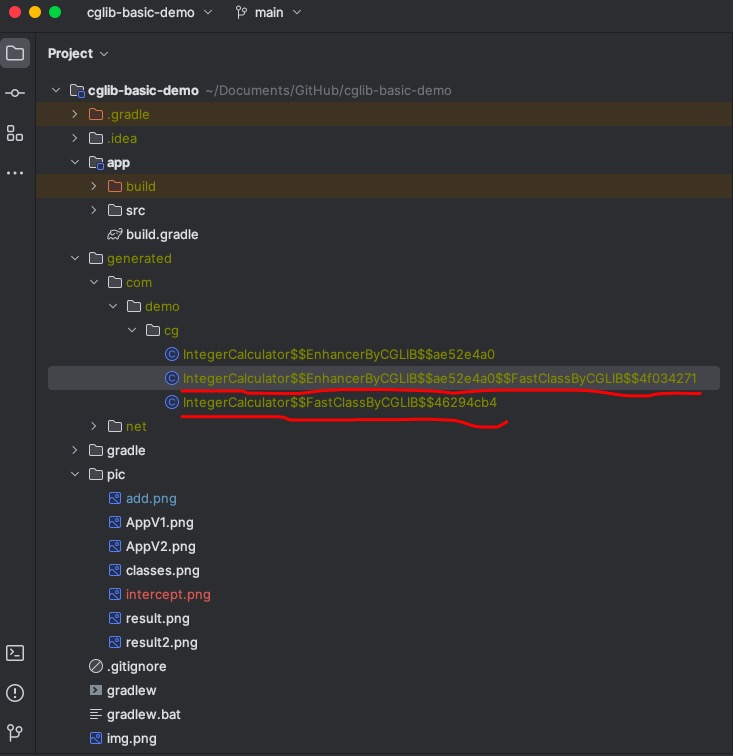 cglib-basic-demo main
Project
cglib-basic-demo ~/Documents/GitHub/cglib-basic-demo
.gradle
.idea
app
build
src
build.gradle
generated
com
demo
cg
IntegerCalculator$$EnhancerByCGLIB$$ae52e4a0
IntegerCalculator$$EnhancerByCGLIB$$ae52e4a0$$FastClassByCGLIB$$4f034271
IntegerCalculator$$FastClassByCGLIB$$46294cb4
net
gradle
pic
add.png
AppV1.png
AppV2.png
classes.png
intercept.png
result.png
result2.png
.gitignore
gradlew
gradlew.bat
img.png